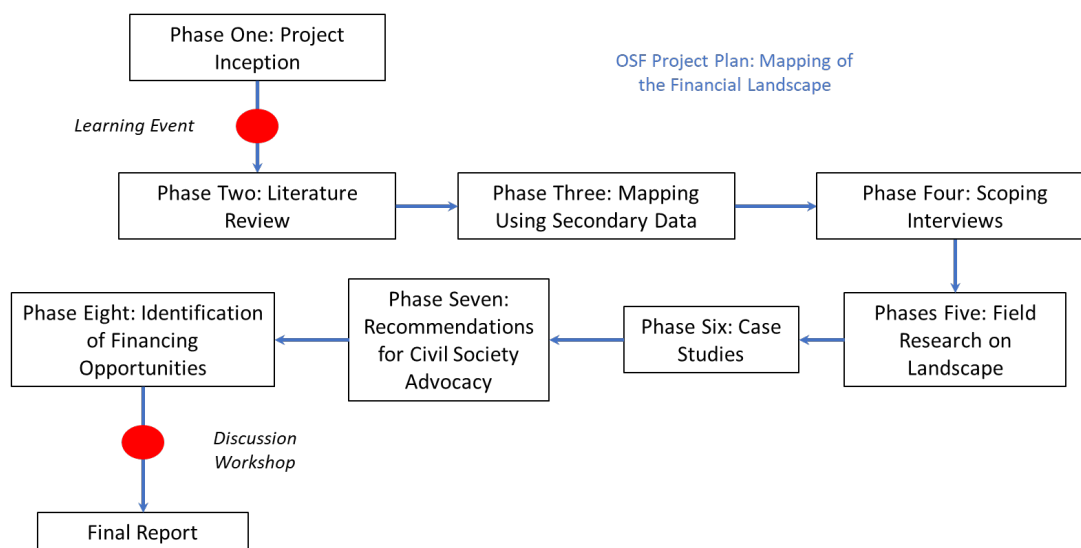 Phase One: Project
Inception
OSF Project Plan: Mapping of
the Financial Landscape
Learning Event
Phase Two: Literature
Review
Phase Three: Mapping
Using Secondary Data
Phase Four: Scoping
Interviews
Phases Five: Field
Research on
Landscape
Phase Six: Case
Studies
Phase Seven:
Recommendations
for Civil Society
Advocacy
Phase Eight: Identification
of Financing
Opportunities
Discussion
Workshop
Final Report